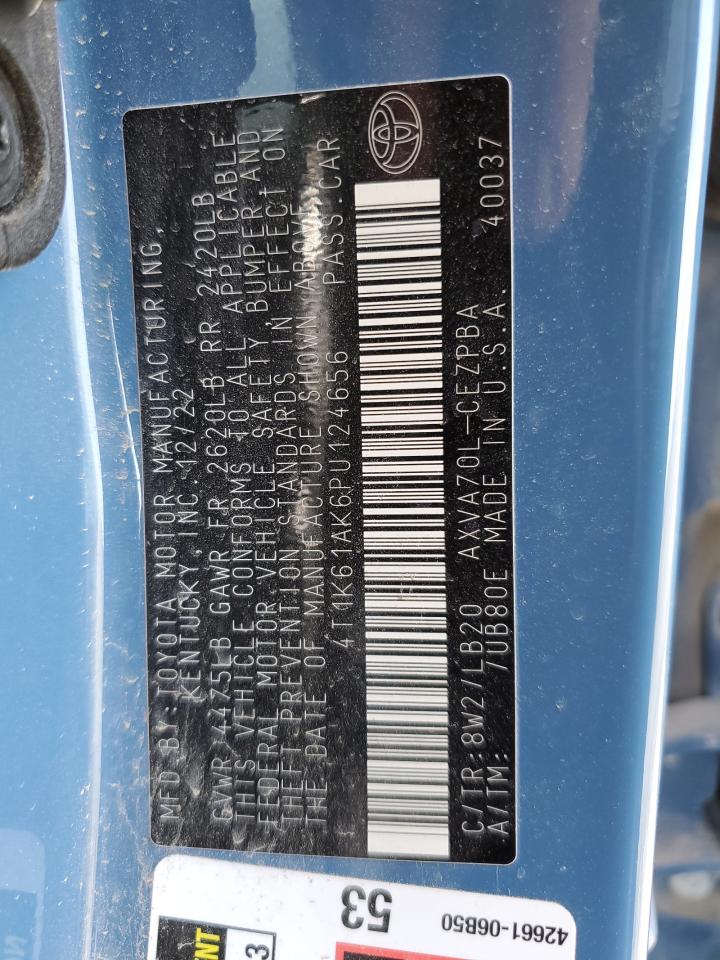 MFD BY:TOYOTA MOTOR MANUFACTURING,
KENTUCKY, INC 12/22
GVWR 4475LB GAWR FR 2620LB RR 2420LB
THIS VEHICLE CONFORMS TO ALL APPLICABLE
FEDERAL MOTOR VEHICLE SAFETY BUMPER AND
THEFT PREVENTION STANDARDS IN EFFECT ON
THE DATE OF MANUFACTURE SHOWN ABOVE.
4T1K61AK6PU124656 PASS.CAR
C/TR:8W27/LB20 AXVA70L-CEZPBA
A/TM: 7UB80E MADE IN U.S.A. 40037
53
42661-06B50
3